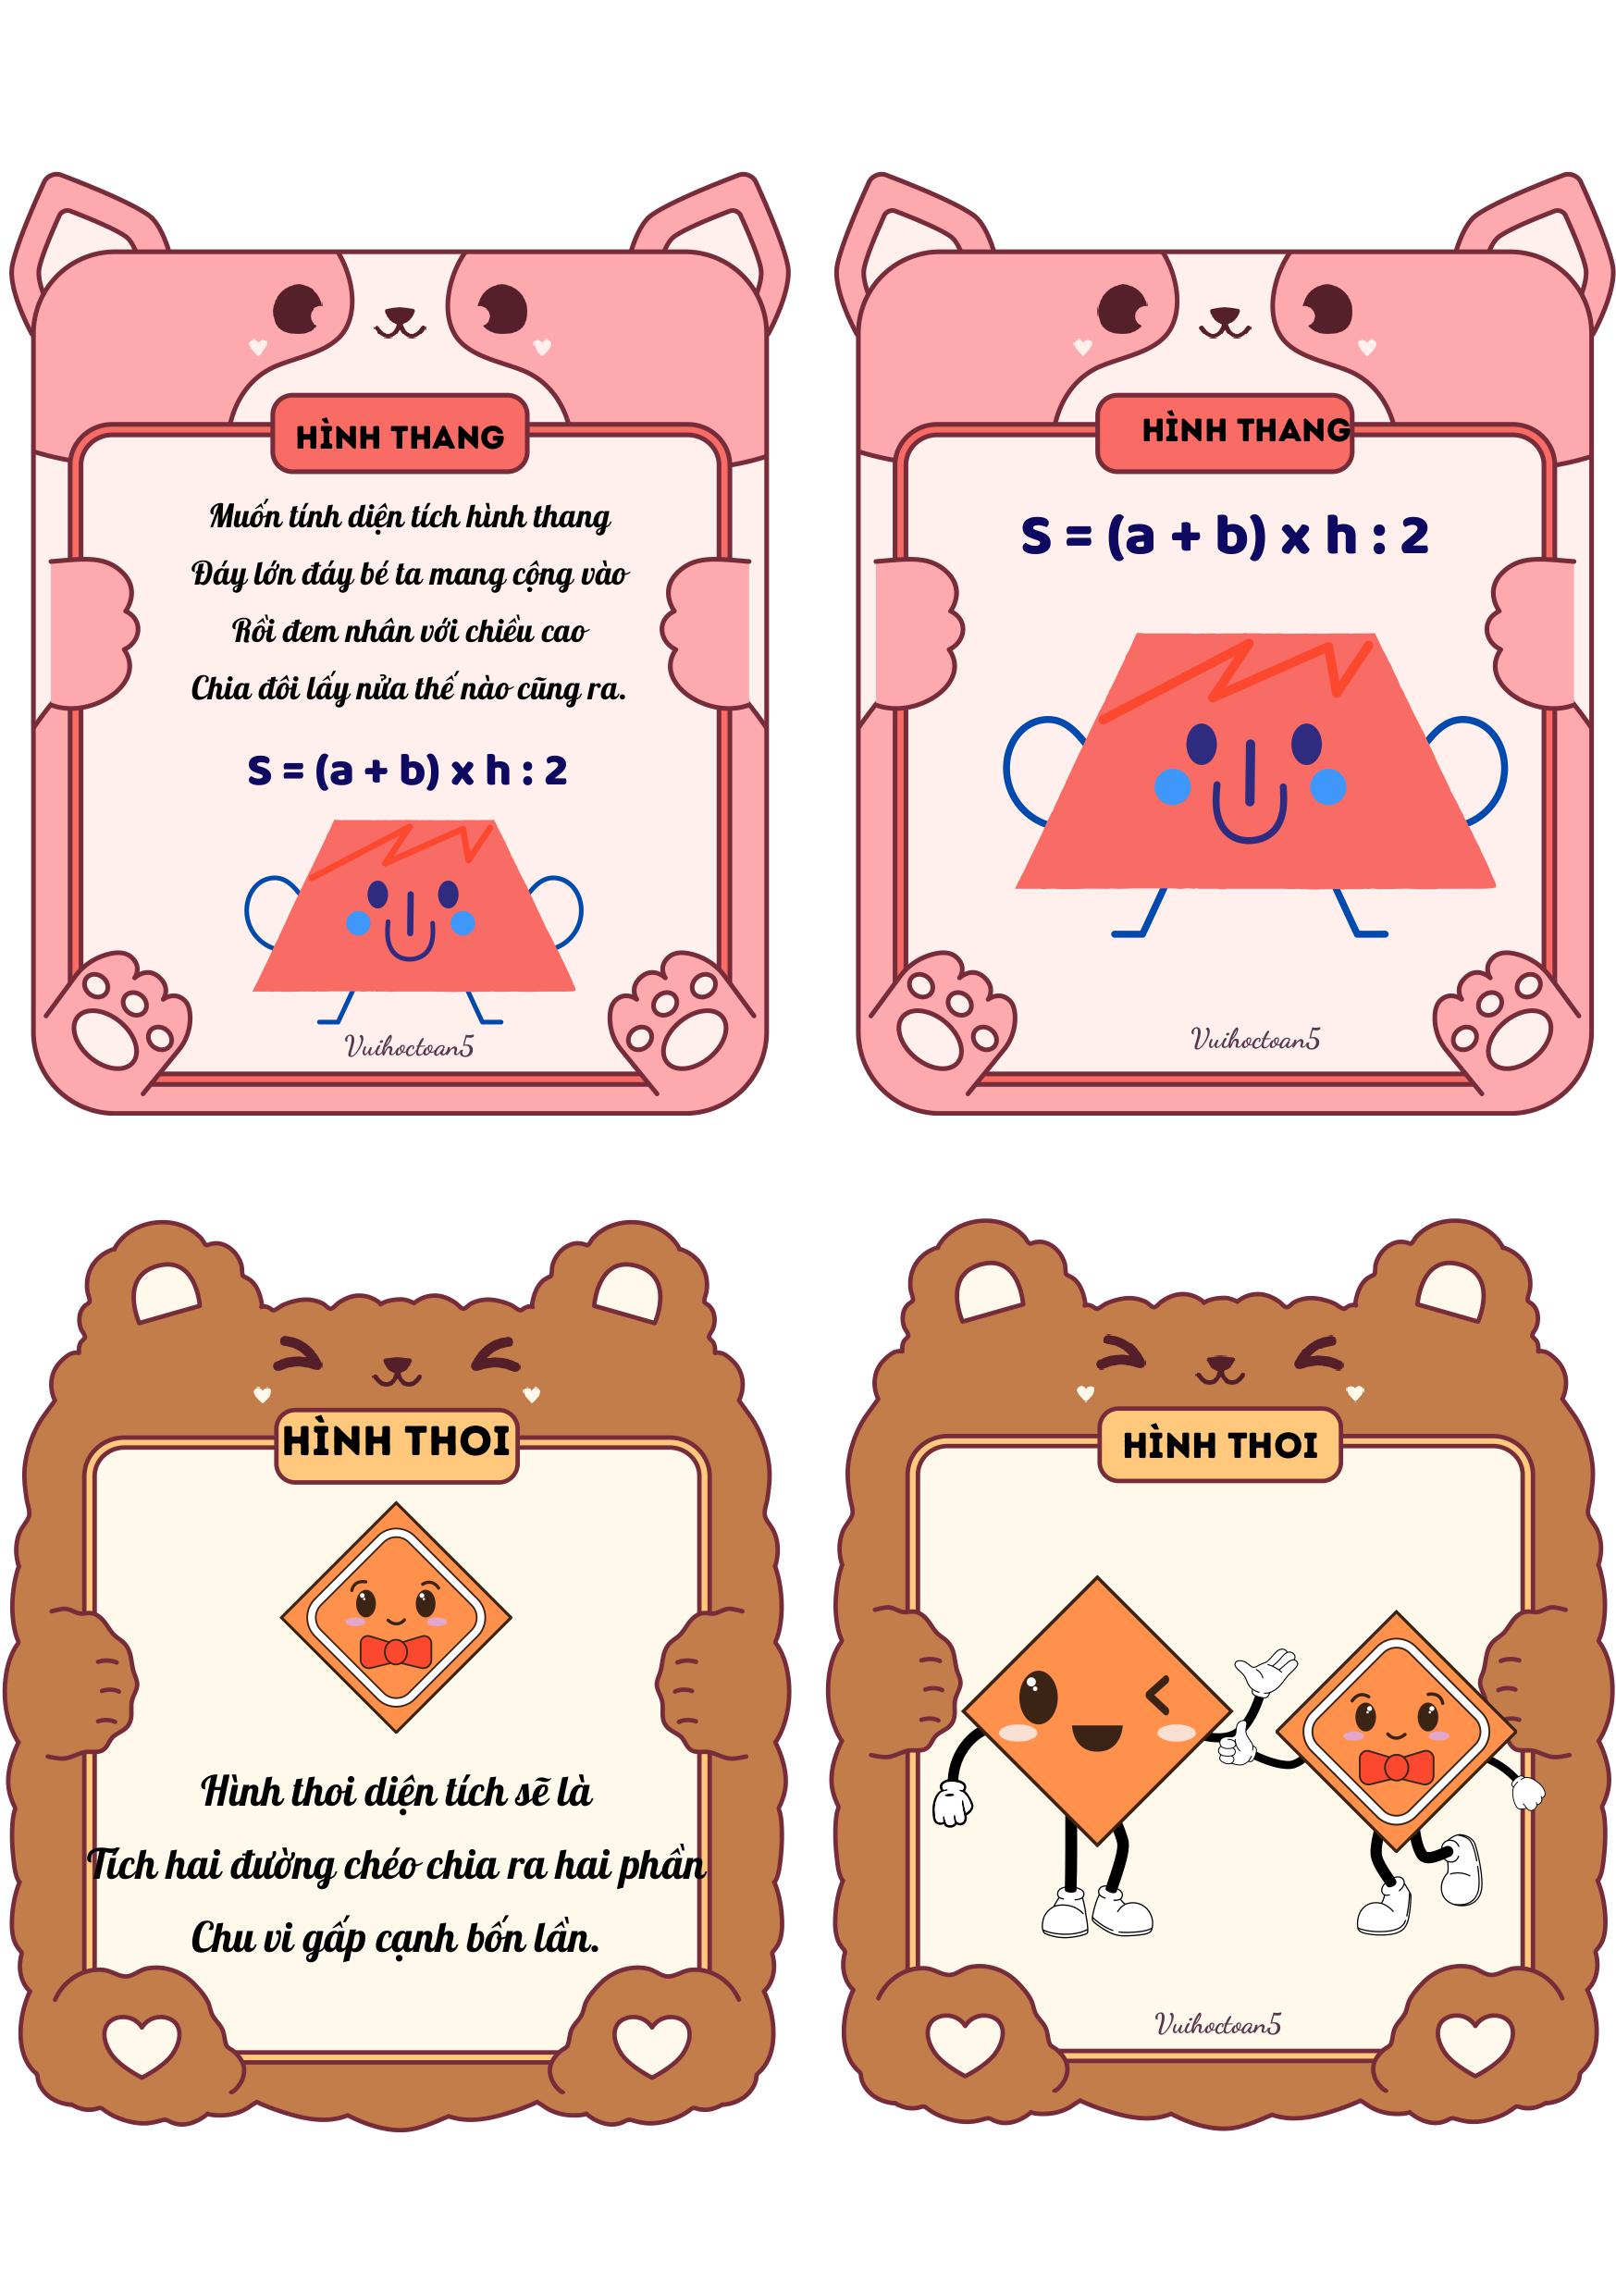 HÌNH THANG
Muốn tính diện tích hình thang
Đáy lớn đáy bé ta mang cộng vào
Rồi đem nhân với chiều cao
Chia đôi lấy nửa thế nào cũng ra.
S = (a + b) x h : 2
Vuihoctoan5
HÌNH THANG
S = (a + b) x h : 2
Vuihoctoan5
HÌNH THOI
Hình thoi diện tích sẽ là
Tích hai đường chéo chia ra hai phần
Chu vi gấp cạnh bốn lần.
HÌNH THOI
Vuihoctoan5